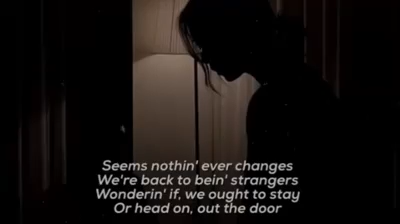 Seems nothin' ever changes
We're back to bein' strangers
Wonderin' if, we ought to stay
Or head on, out the door